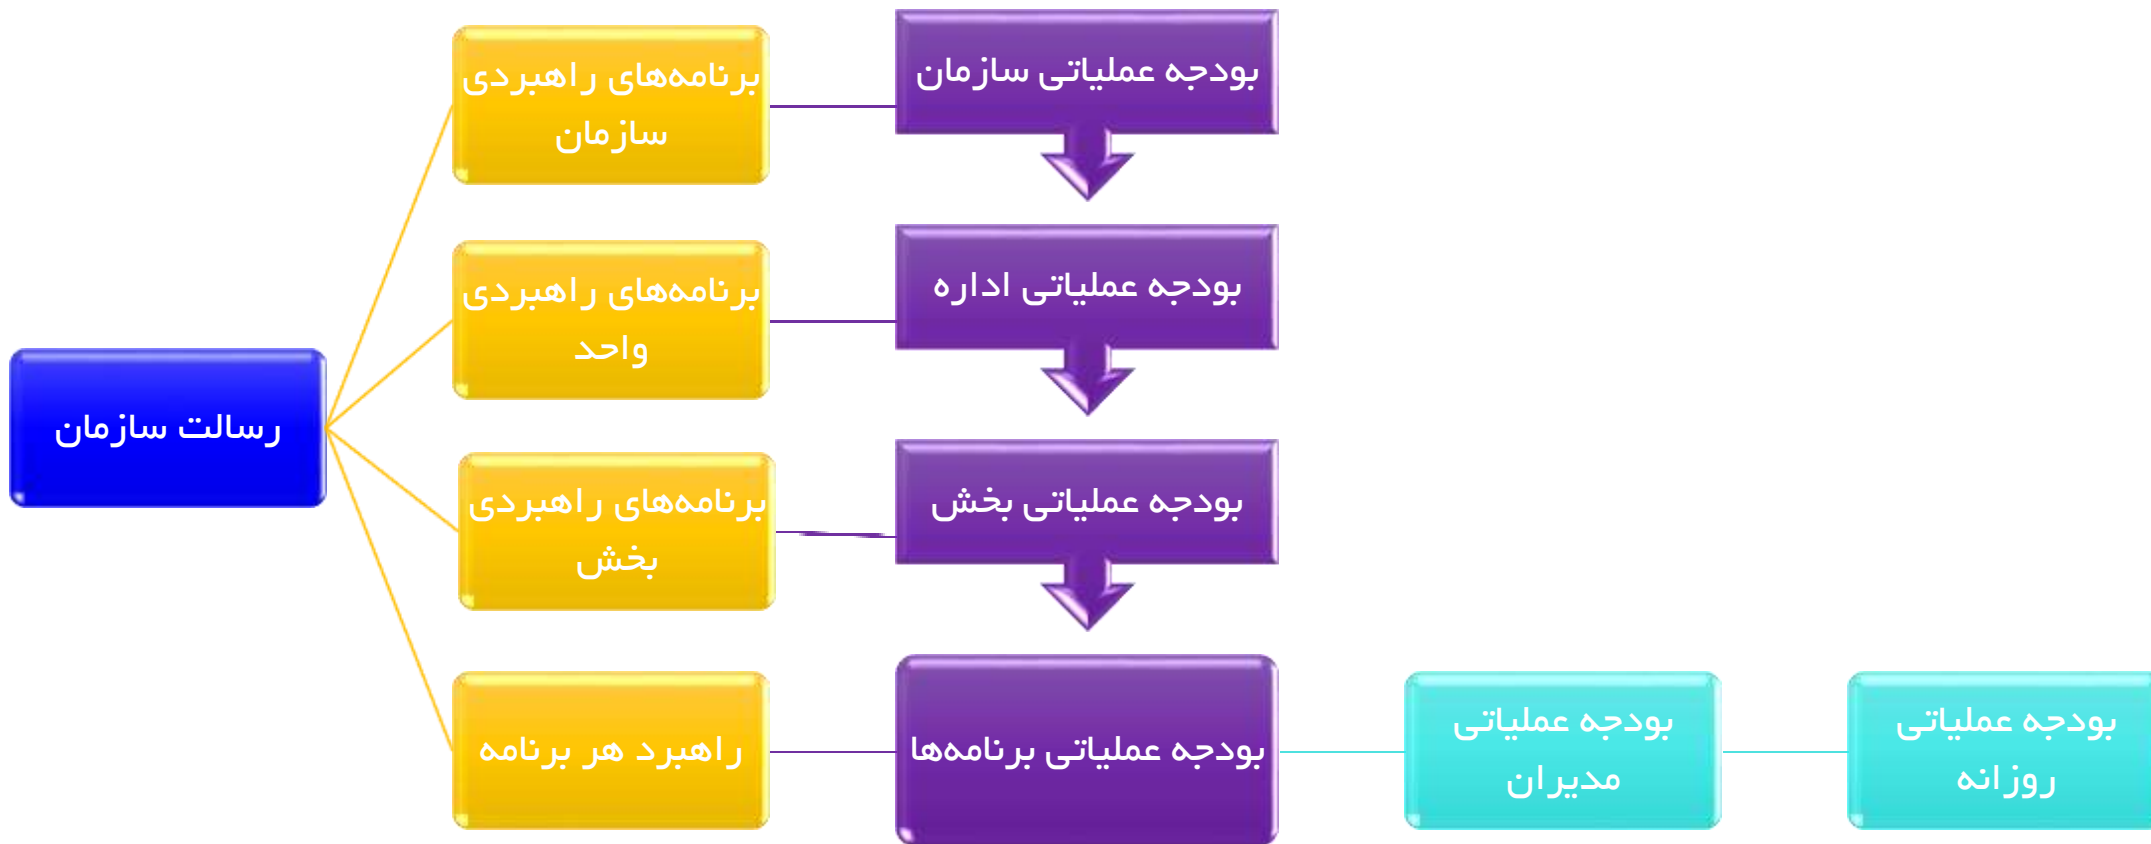 رسالت سازمان
برنامه‌های راهبردی
سازمان
بودجه عملیاتی سازمان
برنامه‌های راهبردی
واحد
بودجه عملیاتی اداره
برنامه‌های راهبردی
بخش
بودجه عملیاتی بخش
راهبرد هر برنامه
بودجه عملیاتی برنامه‌ها
بودجه عملیاتی
مدیران
بودجه عملیاتی
روزانه